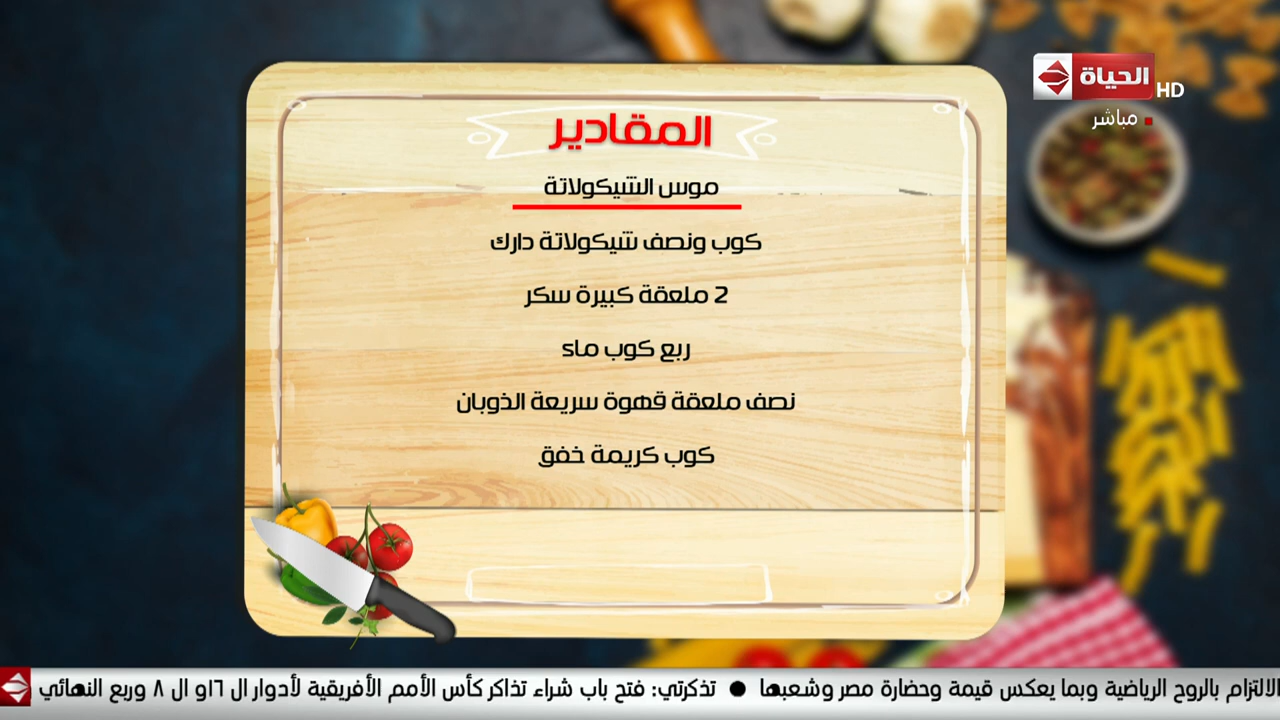 الحياة HD
مباشر
المقادير
موس الشيكولاتة
كوب ونصف شيكولاتة دارك
2 ملعقة كبيرة سكر
ربع كوب ماء
نصف ملعقة قهوة سريعة الذوبان
كوب كريمة خفق
الالتزام بالروح الرياضية وبما يعكس قيمة وحضارة مصر وشعبها ● تذكرتي: فتح باب شراء تذاكر كأس الأمم الأفريقية لأدوار ال ١٦ و ال ٨ وربع النهائي